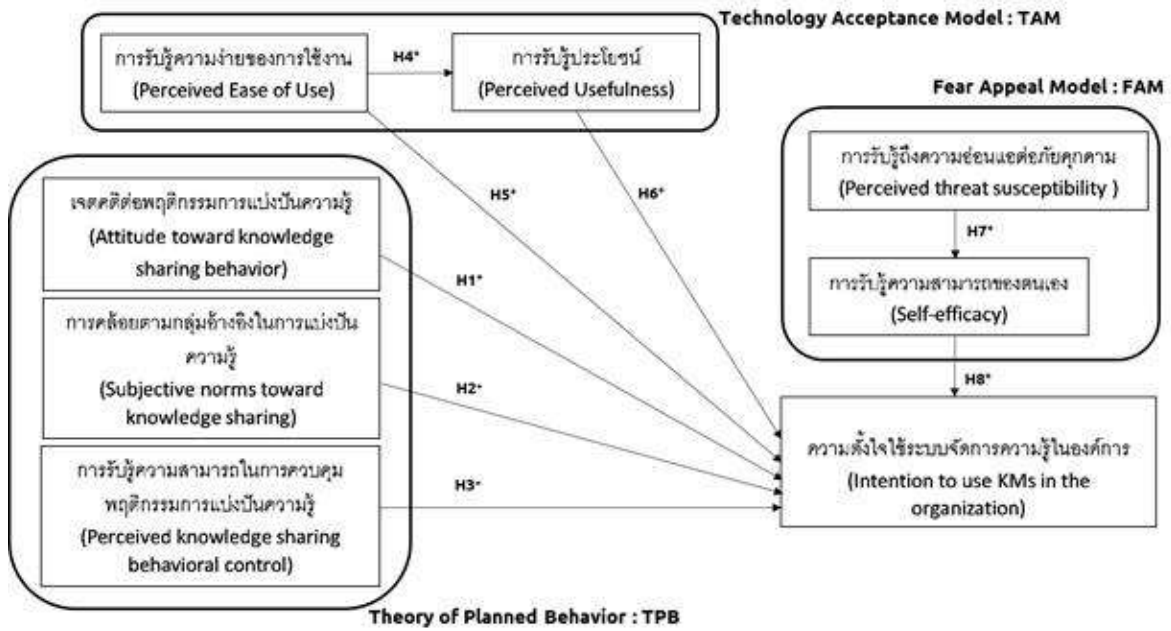 Technology Acceptance Model : TAM
การรับรู้ความง่ายของการใช้งาน
(Perceived Ease of Use)
H4⁺
การรับรู้ประโยชน์
(Perceived Usefulness)
Fear Appeal Model : FAM
การรับรู้ถึงความอ่อนแอต่อภัยคุกคาม
(Perceived threat susceptibility )
H7⁺
การรับรู้ความสามารถของตนเอง
(Self-efficacy)
H8⁺
H5⁺
H6⁺
เจตคติต่อพฤติกรรมการแบ่งปันความรู้
(Attitude toward knowledge
sharing behavior)
H1⁺
การคล้อยตามกลุ่มอ้างอิงในการแบ่งปัน
ความรู้
(Subjective norms toward
knowledge sharing)
H2⁺
การรับรู้ความสามารถในการควบคุม
พฤติกรรมการแบ่งปันความรู้
(Perceived knowledge sharing
behavioral control)
H3⁺
ความตั้งใจใช้ระบบจัดการความรู้ในองค์การ
(Intention to use KMs in the
organization)
Theory of Planned Behavior : TPB